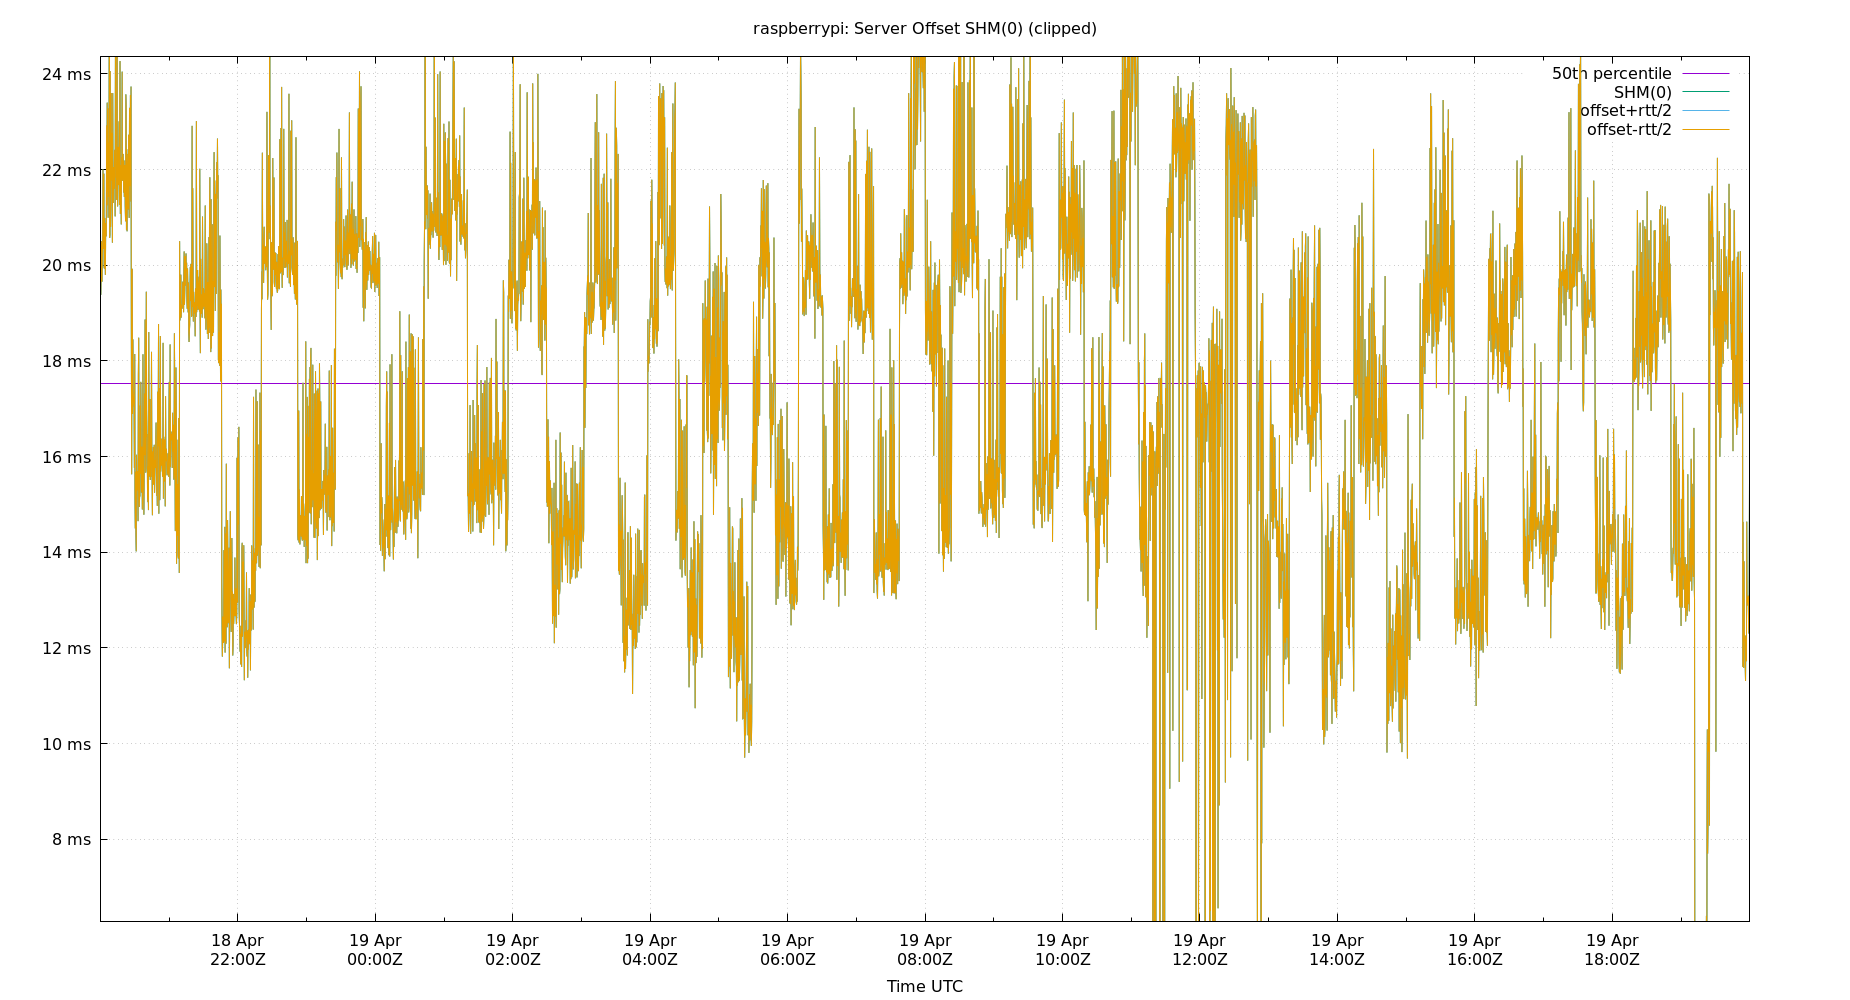 raspberrypi: Server Offset SHM(0) (clipped)
24 ms
22 ms
20 ms
18 ms
16 ms
14 ms
12 ms
10 ms
8 ms
50th percentile
SHM(0)
offset+rtt/2
offset-rtt/2
18 Apr
22:00Z
19 Apr
00:00Z
19 Apr
02:00Z
19 Apr
04:00Z
19 Apr
06:00Z
19 Apr
08:00Z
19 Apr
10:00Z
19 Apr
12:00Z
19 Apr
14:00Z
19 Apr
16:00Z
19 Apr
18:00Z
Time UTC